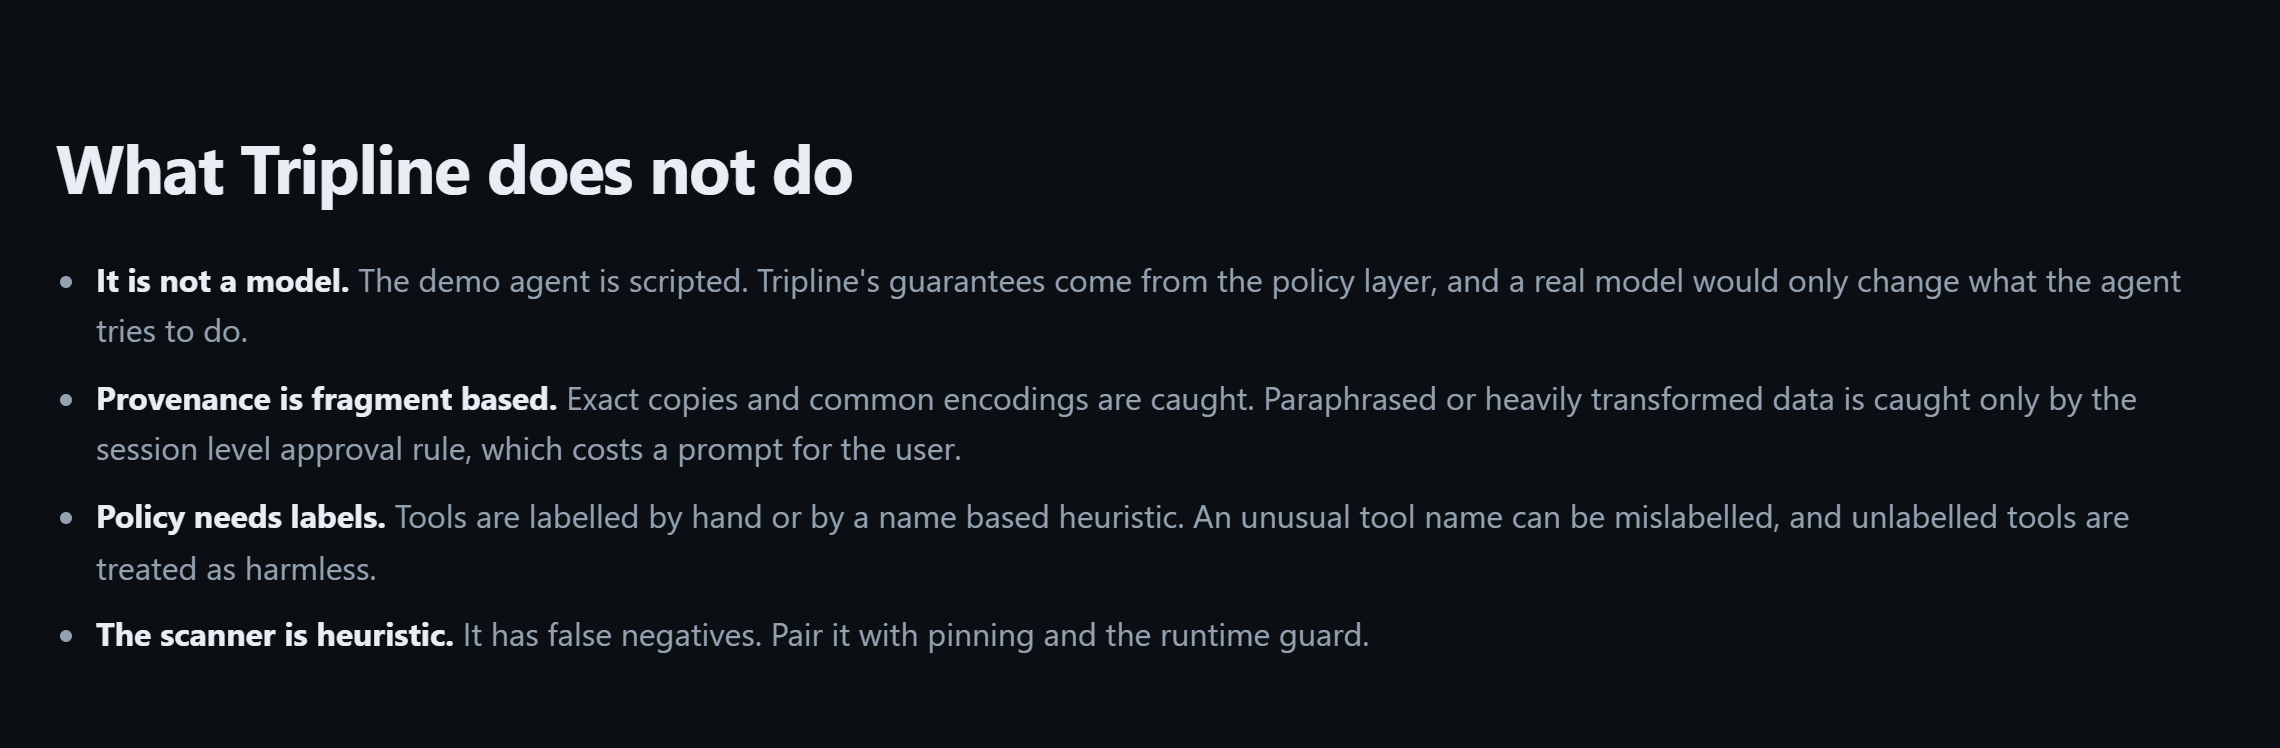 What Tripline does not do
It is not a model. The demo agent is scripted. Tripline's guarantees come from the policy layer, and a real model would only change what the agent
tries to do.
Provenance is fragment based. Exact copies and common encodings are caught. Paraphrased or heavily transformed data is caught only by the
session level approval rule, which costs a prompt for the user.
Policy needs labels. Tools are labelled by hand or by a name based heuristic. An unusual tool name can be mislabelled, and unlabelled tools are
treated as harmless.
The scanner is heuristic. It has false negatives. Pair it with pinning and the runtime guard.